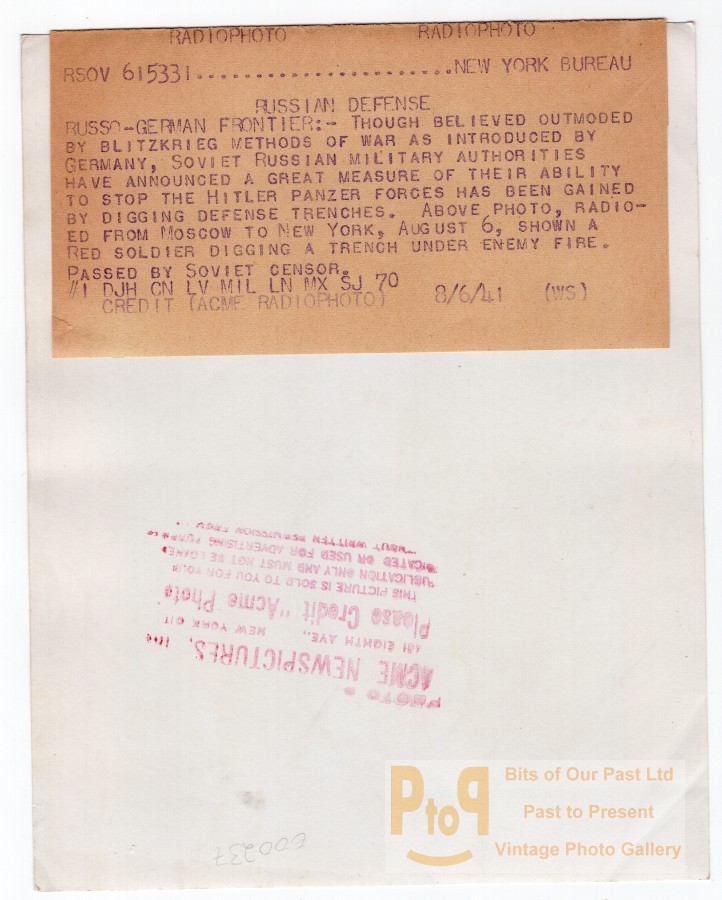 RADIOPHOTO RADIOPHOTO
RSOV 615331.......................NEW YORK BUREAU
RUSSIAN DEFENSE
RUSSO-GERMAN FRONTIER:- THOUGH BELIEVED OUTMODED
BY BLITZKRIEG METHODS OF WAR AS INTRODUCED BY
GERMANY, SOVIET RUSSIAN MILITARY AUTHORITIES
HAVE ANNOUNCED A GREAT MEASURE OF THEIR ABILITY
TO STOP THE HITLER PANZER FORCES HAS BEEN GAINED
BY DIGGING DEFENSE TRENCHES. ABOVE PHOTO, RADIO-
ED FROM MOSCOW TO NEW YORK, AUGUST 6, SHOWN A
RED SOLDIER DIGGING A TRENCH UNDER ENEMY FIRE.
PASSED BY SOVIET CENSOR.
#1 DJH CN LV MIL LN MX SJ 70
CREDIT (ACME RADIOPHOTO) 8/6/41 (WS)
PHOTO
ACME NEWSPICTURES, Inc
461 EIGHTH AVE., NEW YORK CIT
Please Credit "Acme Photo
THIS PICTURE IS SOLD TO YOU FOR YOUR
PUBLICATION ONLY AND MUST NOT BE LOANED
ICATED OR USED FOR ADVERTISING PURP
THOUT WRITTEN PERMISSION FROM
E00237
PtoP
Bits of Our Past Ltd
Past to Present
Vintage Photo Gallery